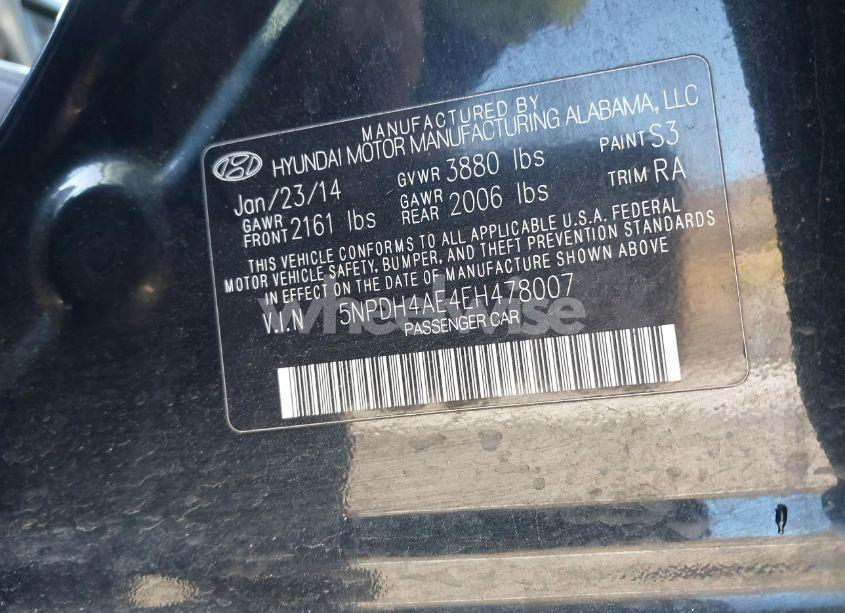 MANUFACTURED BY
HYUNDAI MOTOR MANUFACTURING ALABAMA, LLC
Jan/23/14 GVWR 3880 lbs PAINT S3
GAWR FRONT 2161 lbs GAWR REAR 2006 lbs TRIM RA
THIS VEHICLE CONFORMS TO ALL APPLICABLE U.S.A. FEDERAL
MOTOR VEHICLE SAFETY, BUMPER, AND THEFT PREVENTION STANDARDS
IN EFFECT ON THE DATE OF MANUFACTURE SHOWN ABOVE
V.I.N 5NPDH4AE4EH478007
PASSENGER CAR
wheelwise